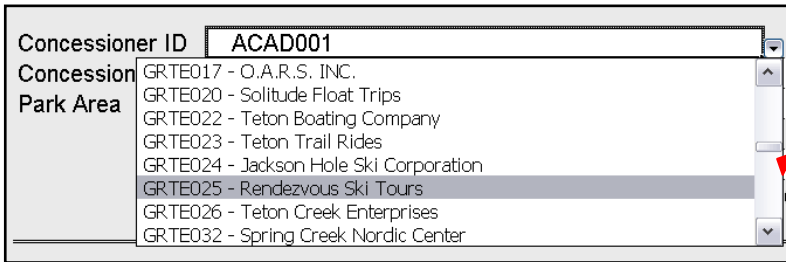 Concessioner ID ACAD001
Concession
Park Area
GRTE017 - O.A.R.S. INC.
GRTE020 - Solitude Float Trips
GRTE022 - Teton Boating Company
GRTE023 - Teton Trail Rides
GRTE024 - Jackson Hole Ski Corporation
GRTE025 - Rendezvous Ski Tours
GRTE026 - Teton Creek Enterprises
GRTE032 - Spring Creek Nordic Center